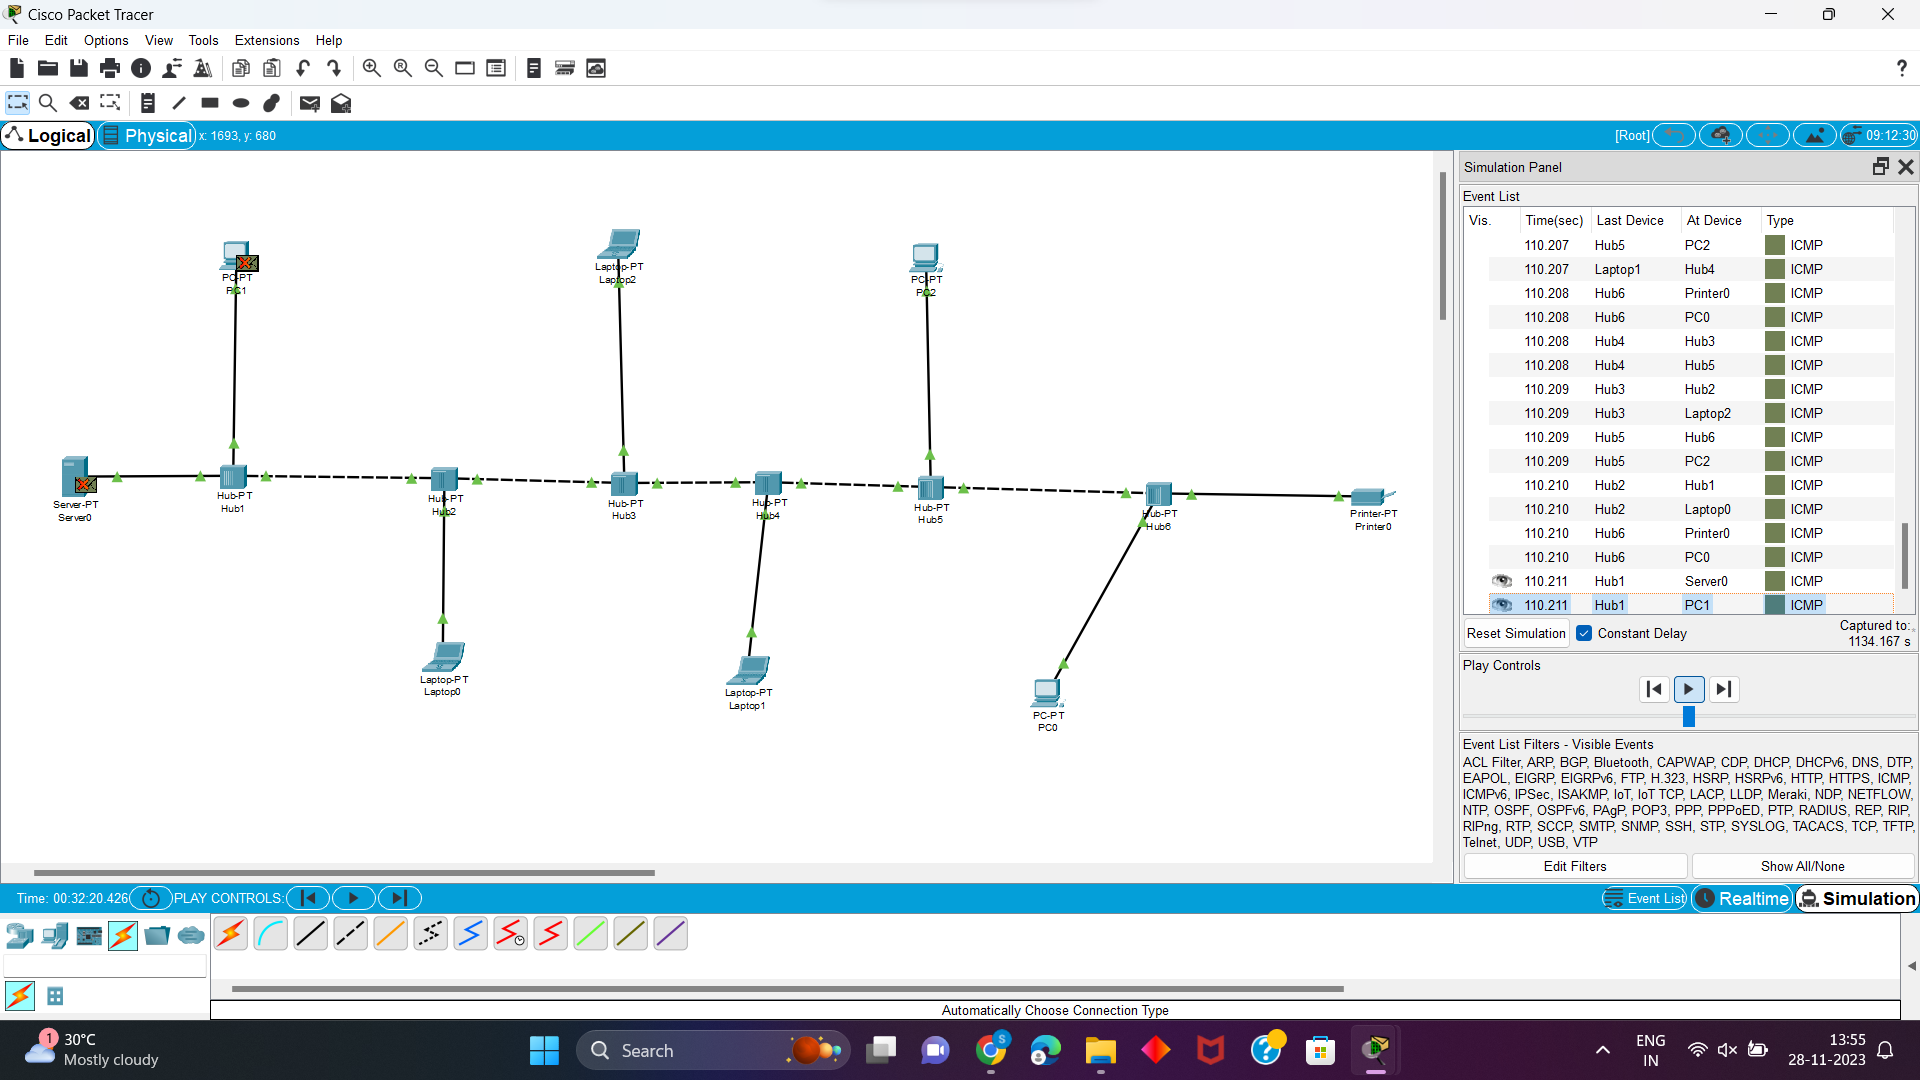 Cisco Packet Tracer
File Edit Options View Tools Extensions Help
Logical Physical x: 1693, y: 680 [Root] 09:12:30
PC-PT
PC1
Laptop-PT
Laptop2
PC-PT
PC2
Server-PT
Server0
Hub-PT
Hub1
Hub-PT
Hub2
Hub-PT
Hub3
Hub-PT
Hub4
Hub-PT
Hub5
Hub-PT
Hub6
Printer-PT
Printer0
Laptop-PT
Laptop0
Laptop-PT
Laptop1
PC-PT
PC0
Simulation Panel
Event List
Vis. Time(sec) Last Device At Device Type
110.207 Hub5 PC2 ICMP
110.207 Laptop1 Hub4 ICMP
110.208 Hub6 Printer0 ICMP
110.208 Hub6 PC0 ICMP
110.208 Hub4 Hub3 ICMP
110.208 Hub4 Hub5 ICMP
110.209 Hub3 Hub2 ICMP
110.209 Hub3 Laptop2 ICMP
110.209 Hub5 Hub6 ICMP
110.209 Hub5 PC2 ICMP
110.210 Hub2 Hub1 ICMP
110.210 Hub2 Laptop0 ICMP
110.210 Hub6 Printer0 ICMP
110.210 Hub6 PC0 ICMP
110.211 Hub1 Server0 ICMP
110.211 Hub1 PC1 ICMP
Reset Simulation Constant Delay Captured to:
1134.167 s
Play Controls
Event List Filters - Visible Events
ACL Filter, ARP, BGP, Bluetooth, CAPWAP, CDP, DHCP, DHCPv6, DNS, DTP,
EAPOL, EIGRP, EIGRPv6, FTP, H.323, HSRP, HSRPv6, HTTP, HTTPS, ICMP,
ICMPv6, IPSec, ISAKMP, IoT, IoT TCP, LACP, LLDP, Meraki, NDP, NETFLOW,
NTP, OSPF, OSPFv6, PAgP, POP3, PPP, PPPoED, PTP, RADIUS, REP, RIP,
RIPng, RTP, SCCP, SMTP, SNMP, SSH, STP, SYSLOG, TACACS, TCP, TFTP,
Telnet, UDP, USB, VTP
Edit Filters Show All/None
Time: 00:32:20.426 PLAY CONTROLS: Event List Realtime Simulation
Automatically Choose Connection Type
1 30°C
Mostly cloudy
Search
S
ENG
IN
13:55
28-11-2023